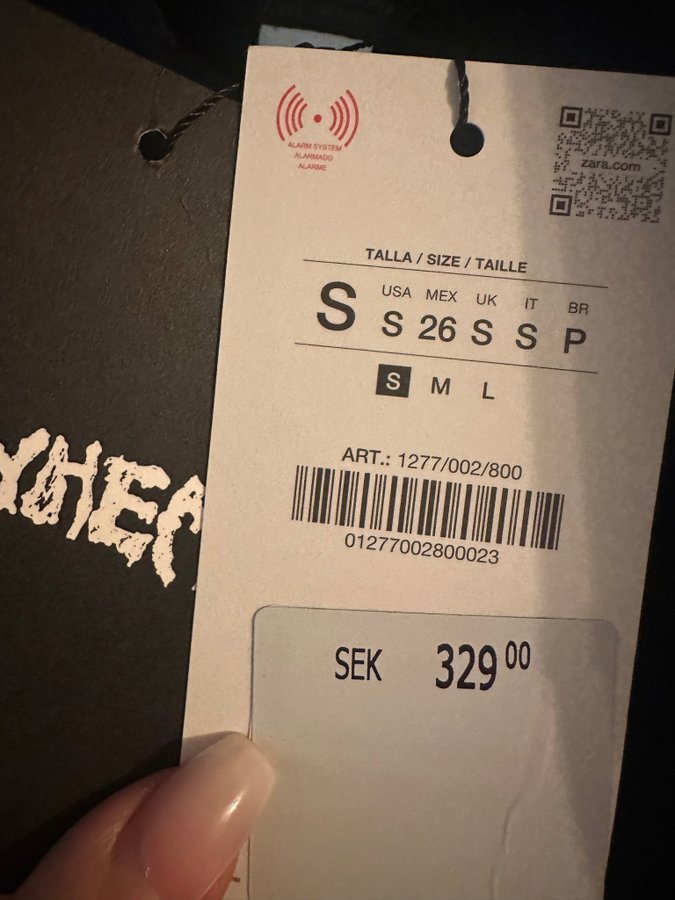 ALARM SYSTEM
ALARMADO
ALARME
zara.com
TALLA / SIZE / TAILLE
S
USA MEX UK IT BR
S 26 S S P
S M L
ART.: 1277/002/800
01277002800023
SEK 329 00